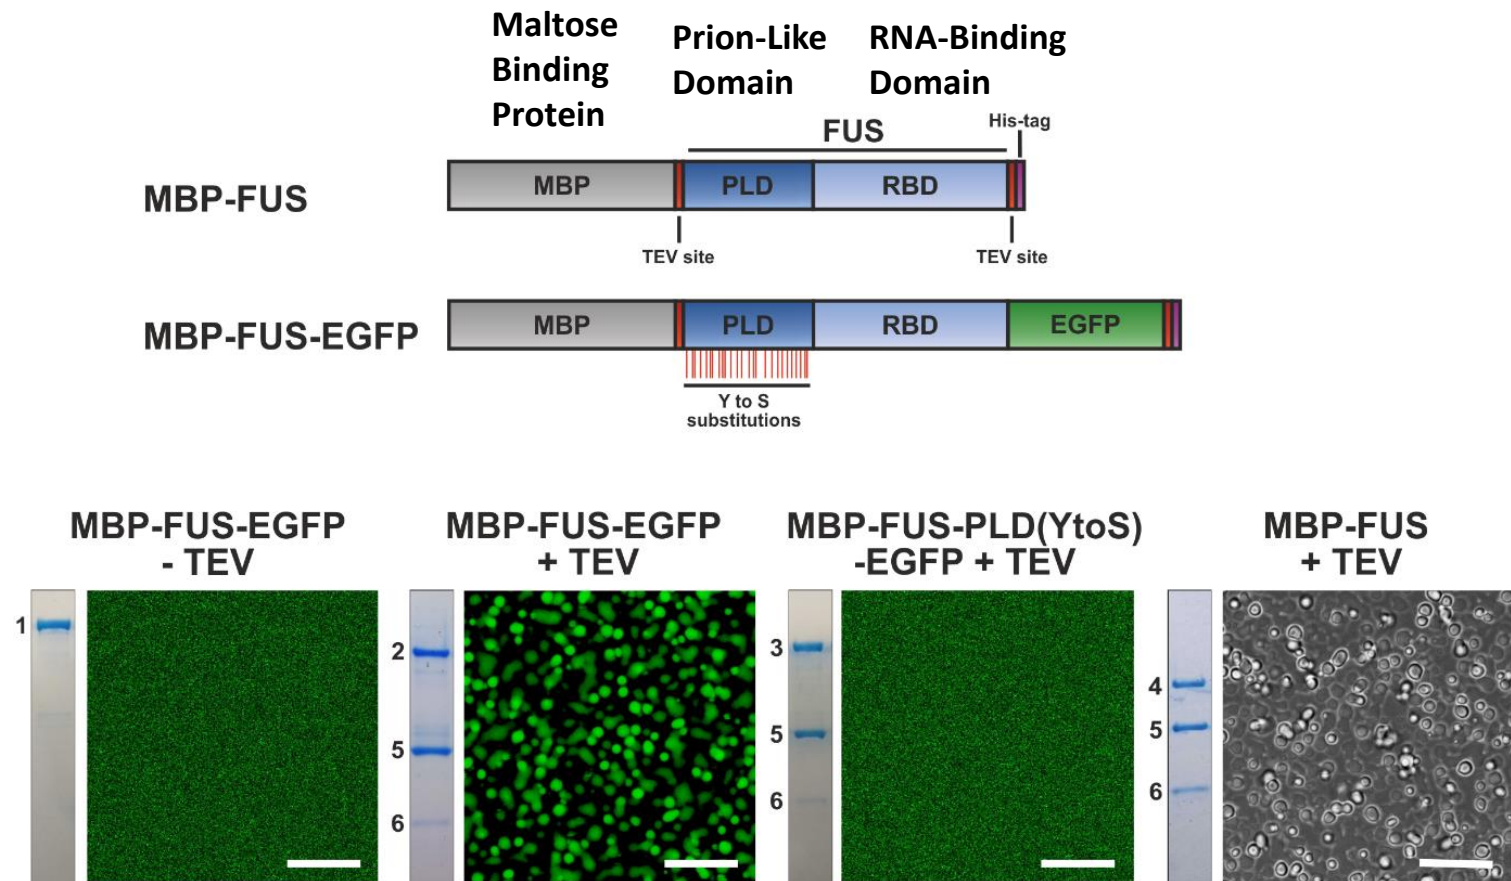 Maltose
Binding
Protein
Prion-Like
Domain
RNA-Binding
Domain
FUS
His-tag
MBP-FUS
MBP
PLD
RBD
TEV site
TEV site
MBP-FUS-EGFP
MBP
PLD
RBD
EGFP
Y to S
substitutions
MBP-FUS-EGFP
- TEV
1
MBP-FUS-EGFP
+ TEV
2
5
6
MBP-FUS-PLD(YtoS)
-EGFP + TEV
3
5
6
MBP-FUS
+ TEV
4
5
6